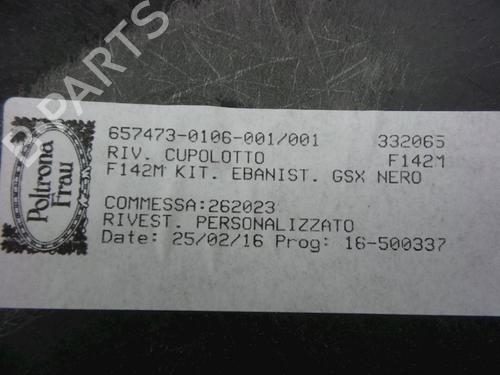 B-PARTS
Poltrona
Frau
657473-0106-001/001 332065
RIV. CUPOLOTTO F142M
F142M KIT. EBANIST. GSX NERO
COMMESSA:262023
RIVEST. PERSONALIZZATO
Date: 25/02/16 Prog: 16-500337